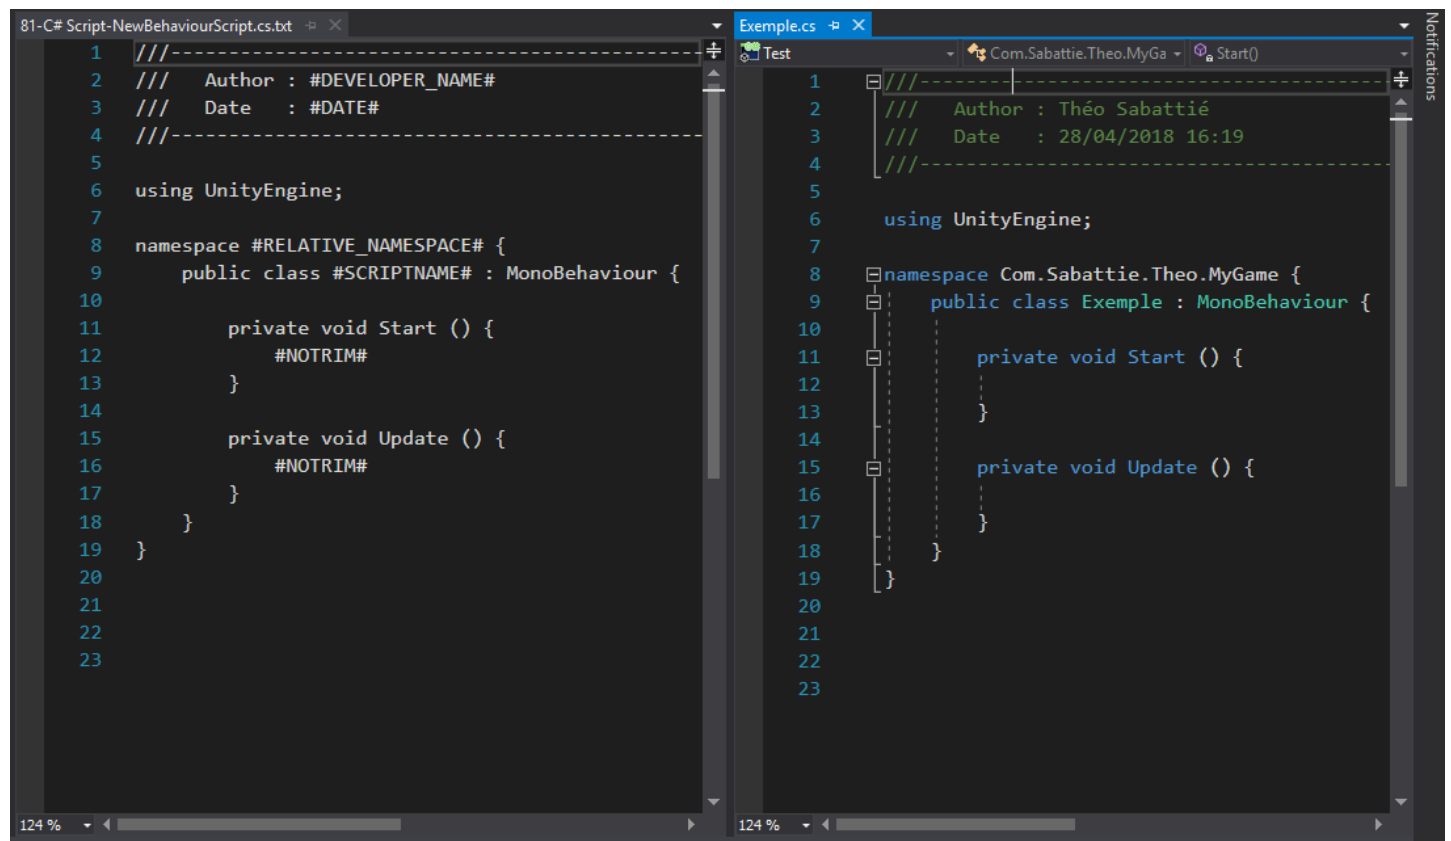 81-C# Script-NewBehaviourScript.cs.txt
1 ///----------------------------------------------
2 ///   Author : #DEVELOPER_NAME#
3 ///   Date   : #DATE#
4 ///----------------------------------------------
5
6 using UnityEngine;
7
8 namespace #RELATIVE_NAMESPACE# {
9     public class #SCRIPTNAME# : MonoBehaviour {
10
11         private void Start () {
12             #NOTRIM#
13         }
14
15         private void Update () {
16             #NOTRIM#
17         }
18     }
19 }
20
21
22
23
124 %
Exemple.cs
Test Com.Sabattie.Theo.MyGa Start()
1 ///-----------------------------------------
2 ///   Author : Théo Sabattié
3 ///   Date   : 28/04/2018 16:19
4 ///-----------------------------------------
5
6 using UnityEngine;
7
8 namespace Com.Sabattie.Theo.MyGame {
9     public class Exemple : MonoBehaviour {
10
11         private void Start () {
12
13         }
14
15         private void Update () {
16
17         }
18     }
19 }
20
21
22
23
124 %
Notifications